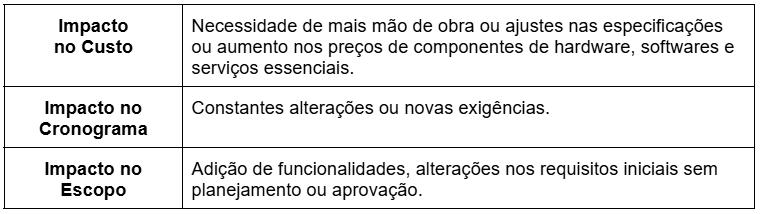 Impacto
no Custo
Necessidade de mais mão de obra ou ajustes nas especificações
ou aumento nos preços de componentes de hardware, softwares e
serviços essenciais.
Impacto no
Cronograma
Constantes alterações ou novas exigências.
Impacto no
Escopo
Adição de funcionalidades, alterações nos requisitos iniciais sem
planejamento ou aprovação.